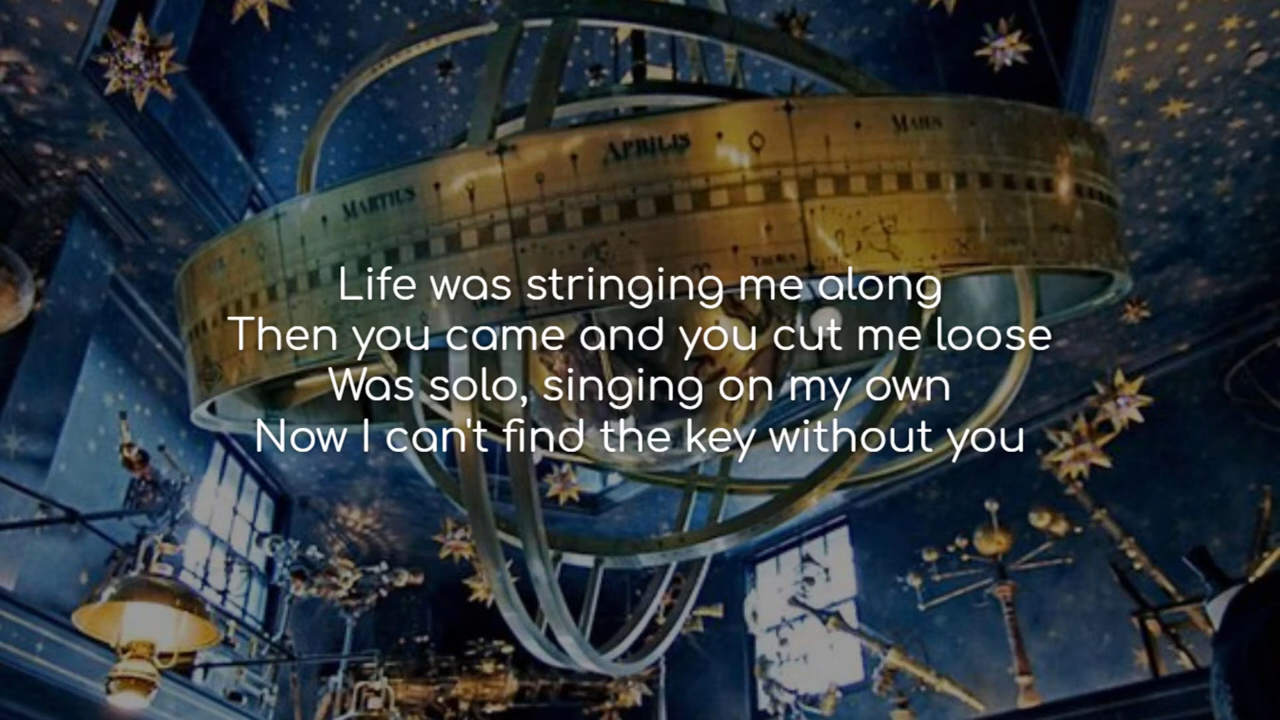 MARTIUS
APRILIS
MAIUS
Life was stringing me along
Then you came and you cut me loose
Was solo, singing on my own
Now I can't find the key without you